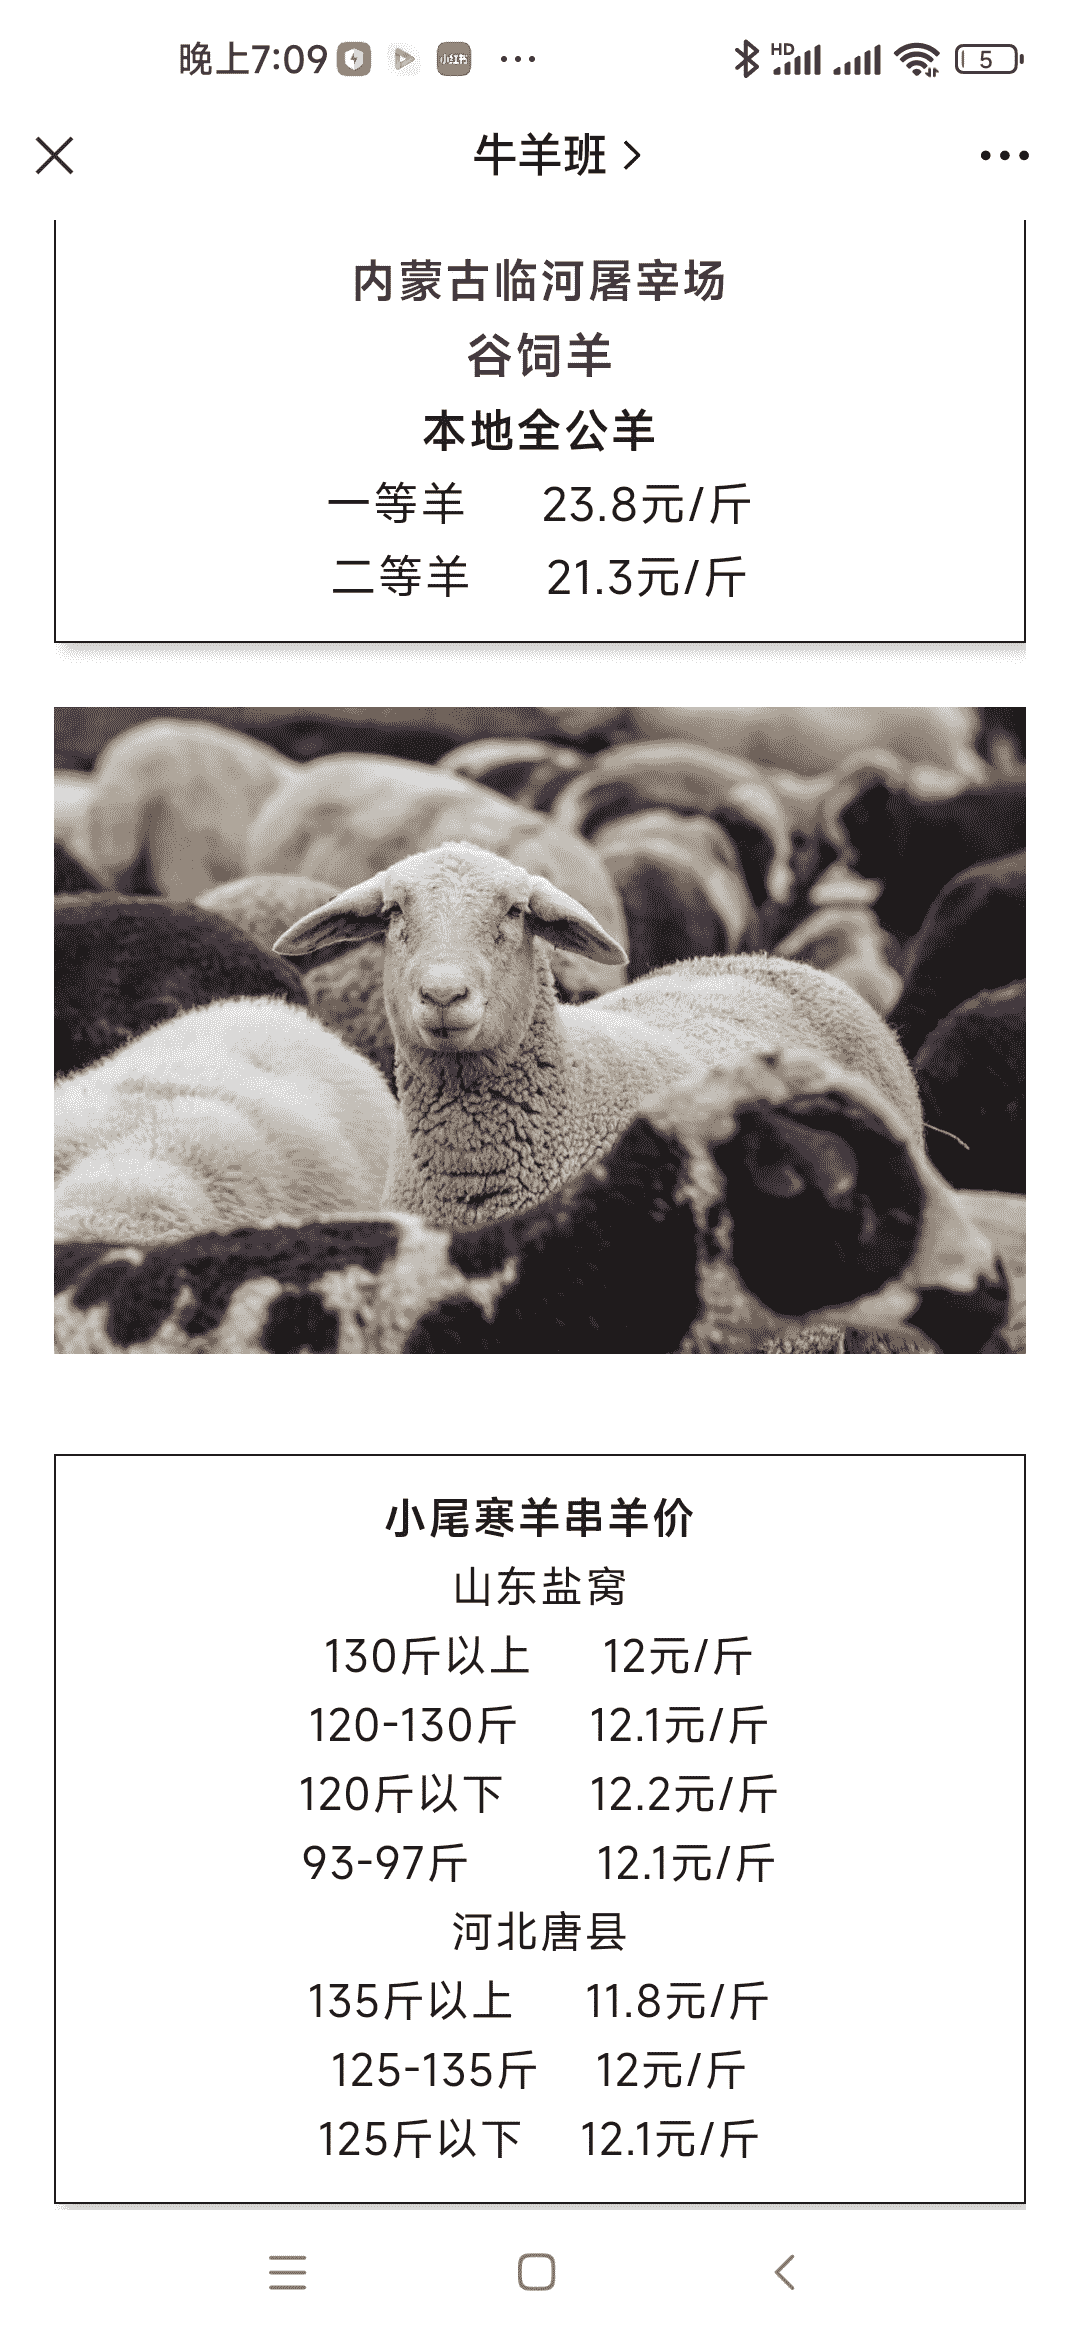 晚上7:09 小红书 ... HD 5
牛羊班
内蒙古临河屠宰场
谷饲羊
本地全公羊
一等羊 23.8元/斤
二等羊 21.3元/斤
小尾寒羊串羊价
山东盐窝
130斤以上 12元/斤
120-130斤 12.1元/斤
120斤以下 12.2元/斤
93-97斤 12.1元/斤
河北唐县
135斤以上 11.8元/斤
125-135斤 12元/斤
125斤以下 12.1元/斤